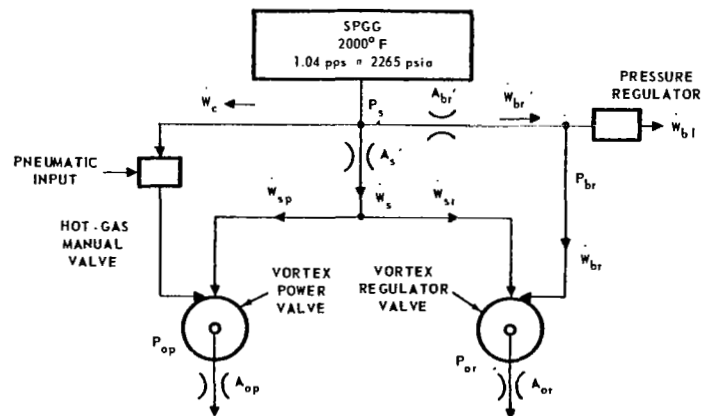 SPGG
2000° F
1.04 pps @ 2265 psia
PRESSURE
REGULATOR
Ẇc
Ps
Abr'
Ẇbr'
Ẇbl
PNEUMATIC
INPUT
As'
Ẇsp
Ẇs
Ẇsr
Pbr
HOT-GAS
MANUAL
VALVE
Ẇbr
VORTEX
POWER
VALVE
VORTEX
REGULATOR
VALVE
Pop
Por
Aop
Aor